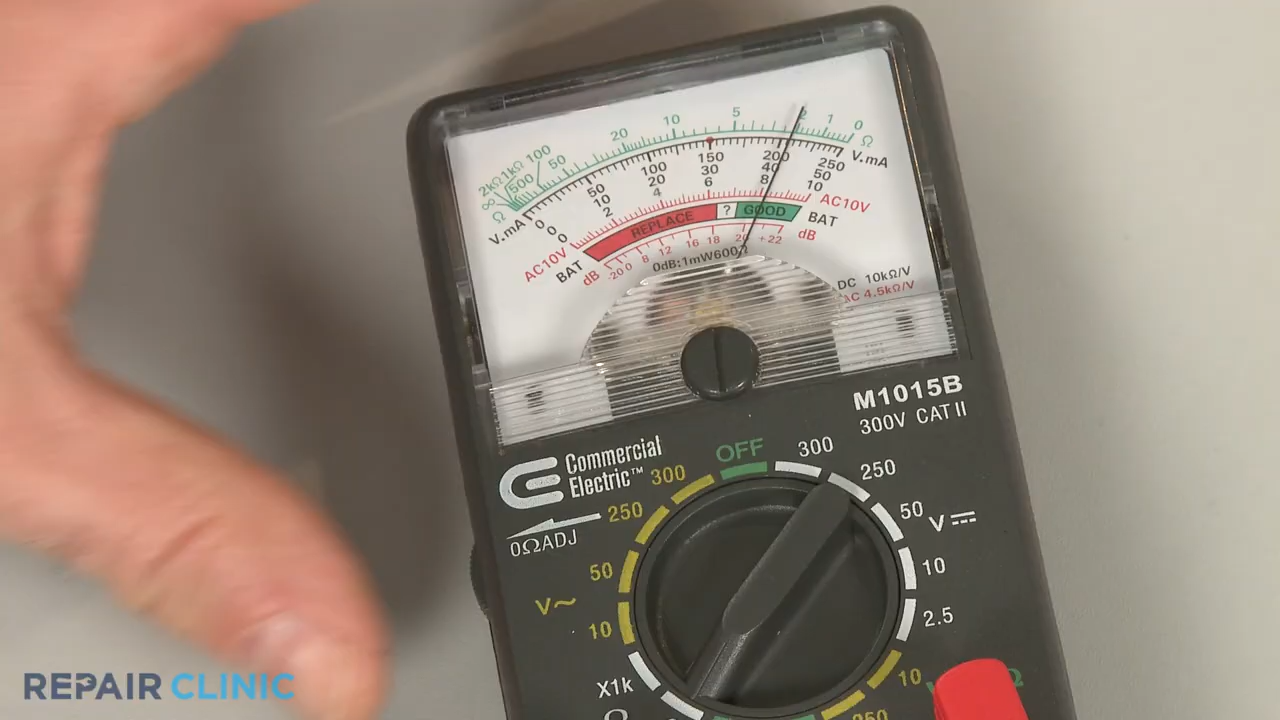 2kΩ1kΩ 100 50 20 10 5 2 1 0 Ω
∞ 500
Ω
V.mA 0 50 100 150 200 250 V.mA
0 10 20 30 40 50
0 2 4 6 8 10
AC10V AC10V
BAT REPLACE ? GOOD BAT
dB -20 0 8 12 16 18 20 +22 dB
0dB:1mW600Ω
DC 10kΩ/V
AC 4.5kΩ/V
M1015B
300V CAT II
Commercial
Electric™
0ΩADJ
OFF
300
250
50
V
10
2.5
10
250
300
250
50
V~
10
X1k
Ω
REPAIR CLINIC